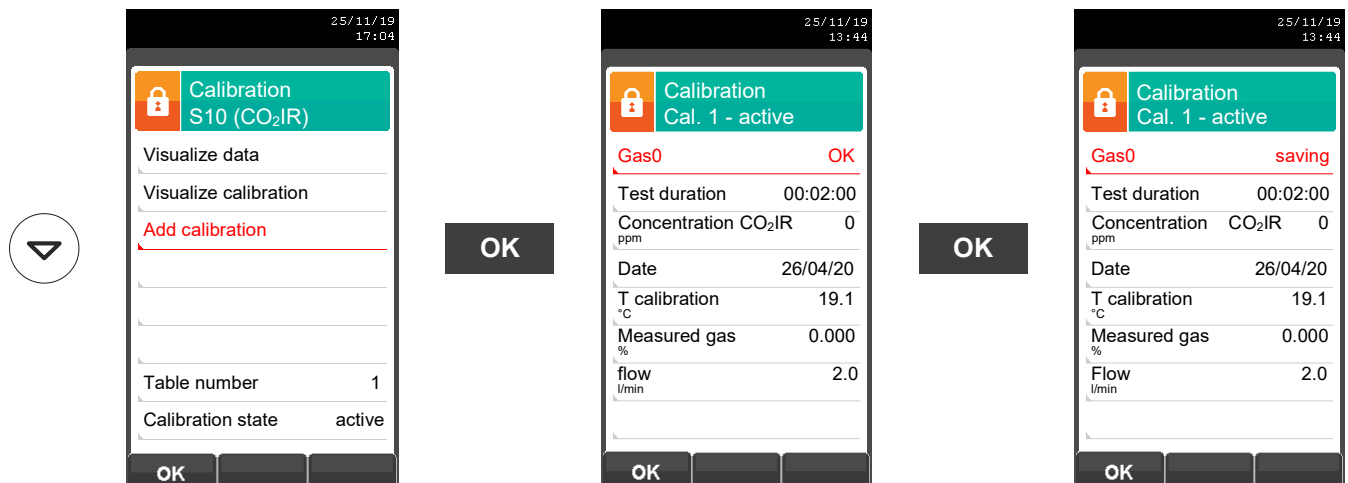 25/11/19
17:04
Calibration
S10 (CO₂IR)
Visualize data
Visualize calibration
Add calibration
Table number 1
Calibration state active
OK
OK
25/11/19
13:44
Calibration
Cal. 1 - active
Gas0 OK
Test duration 00:02:00
Concentration CO₂IR 0
ppm
Date 26/04/20
T calibration 19.1
°C
Measured gas 0.000
%
flow 2.0
l/min
OK
OK
25/11/19
13:44
Calibration
Cal. 1 - active
Gas0 saving
Test duration 00:02:00
Concentration CO₂IR 0
ppm
Date 26/04/20
T calibration 19.1
°C
Measured gas 0.000
%
Flow 2.0
l/min
OK